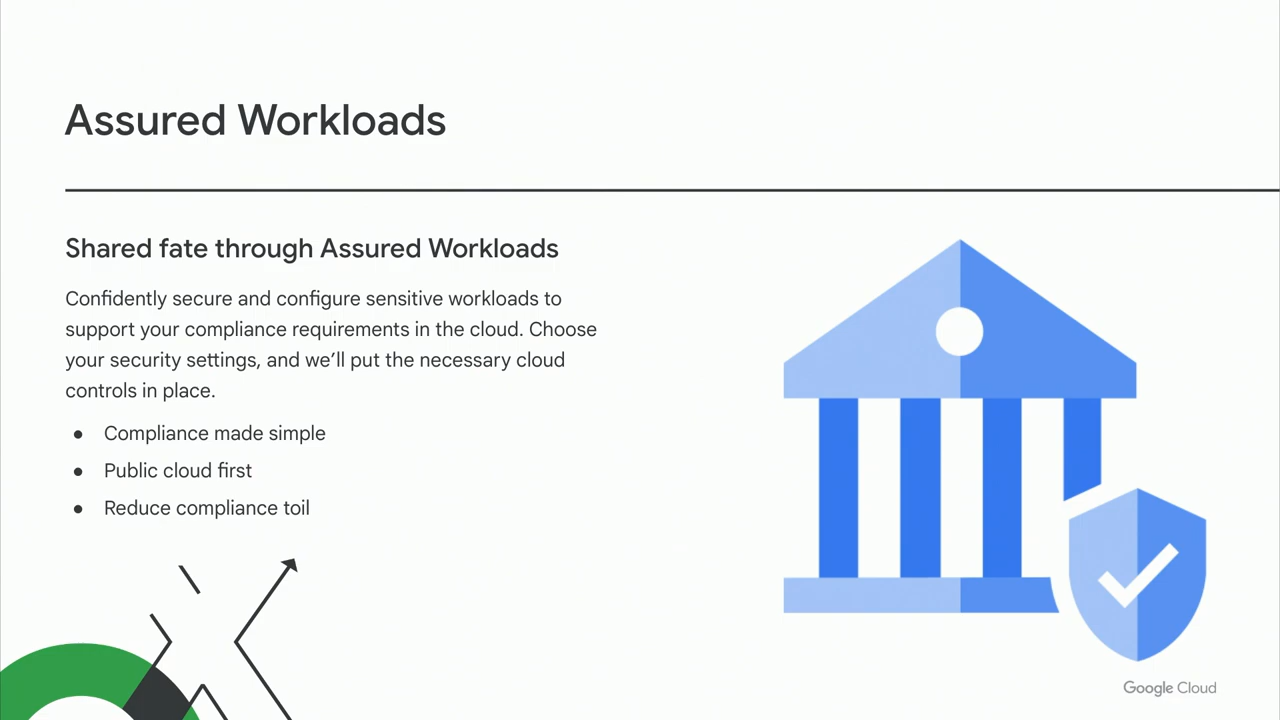 Assured Workloads
Shared fate through Assured Workloads
Confidently secure and configure sensitive workloads to
support your compliance requirements in the cloud. Choose
your security settings, and we’ll put the necessary cloud
controls in place.
● Compliance made simple
● Public cloud first
● Reduce compliance toil
Google Cloud